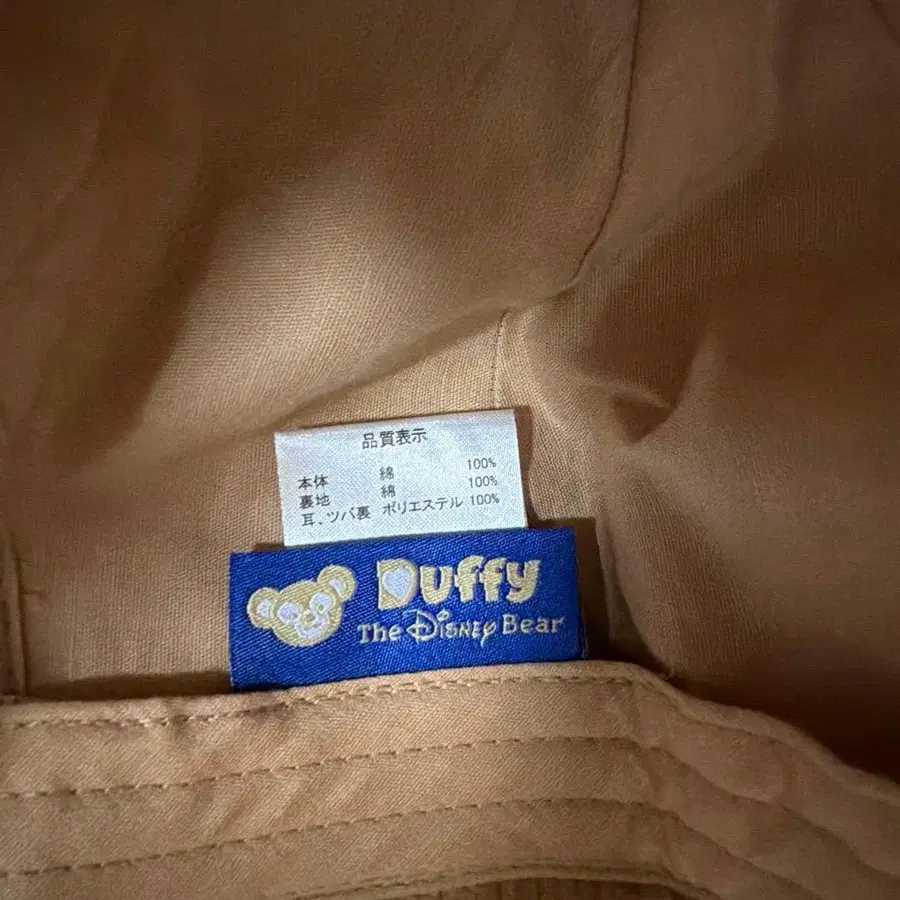 品質表示
本体 綿 100%
裏地 綿 100%
耳、ツバ裏 ポリエステル 100%
Duffy
The Disney Bear